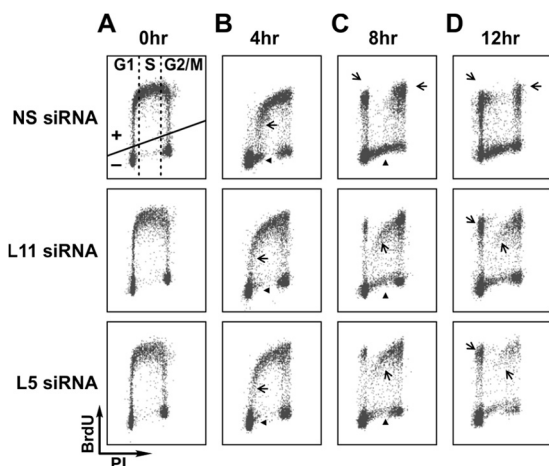 A B C D
0hr 4hr 8hr 12hr
G1 S G2/M
NS siRNA
+
−
L11 siRNA
L5 siRNA
BrdU
PI